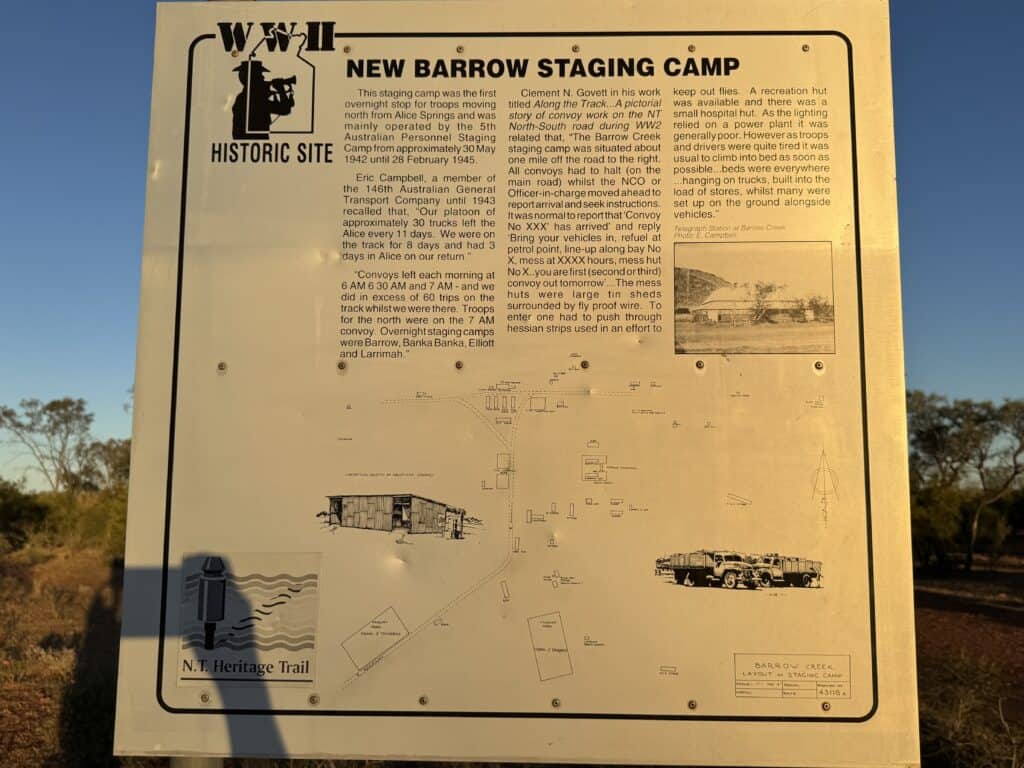 WWII
HISTORIC SITE
NEW BARROW STAGING CAMP
This staging camp was the first
overnight stop for troops moving
north from Alice Springs and was
mainly operated by the 5th
Australian Personnel Staging
Camp from approximately 30 May
1942 until 28 February 1945.
Eric Campbell, a member of
the 146th Australian General
Transport Company until 1943
recalled that, "Our platoon of
approximately 30 trucks left the
Alice every 11 days. We were on
the track for 8 days and had 3
days in Alice on our return."
"Convoys left each morning at
6 AM 6 30 AM and 7 AM - and we
did in excess of 60 trips on the
track whilst we were there. Troops
for the north were on the 7 AM
convoy. Overnight staging camps
were Barrow, Banka Banka, Elliott
and Larrimah."
Clement N. Govett in his work
titled Along the Track...A pictorial
story of convoy work on the NT
North-South road during WW2
related that, "The Barrow Creek
staging camp was situated about
one mile off the road to the right.
All convoys had to halt (on the
main road) whilst the NCO or
Officer-in-charge moved ahead to
report arrival and seek instructions.
It was normal to report that 'Convoy
No XXX' has arrived' and reply
'Bring your vehicles in, refuel at
petrol point, line-up along bay No
X, mess at XXXX hours, mess hut
No X..you are first (second or third)
convoy out tomorrow'...The mess
huts were large tin sheds
surrounded by fly proof wire. To
enter one had to push through
hessian strips used in an effort to
keep out flies. A recreation hut
was available and there was a
small hospital hut. As the lighting
relied on a power plant it was
generally poor. However as troops
and drivers were quite tired it was
usual to climb into bed as soon as
possible...beds were everywhere
...hanging on trucks, built into the
load of stores, whilst many were
set up on the ground alongside
vehicles."
Telegraph Station at Barrow Creek
Photo: E. Campbell
N.T. Heritage Trail
BARROW CREEK
LAYOUT OF STAGING CAMP
43118